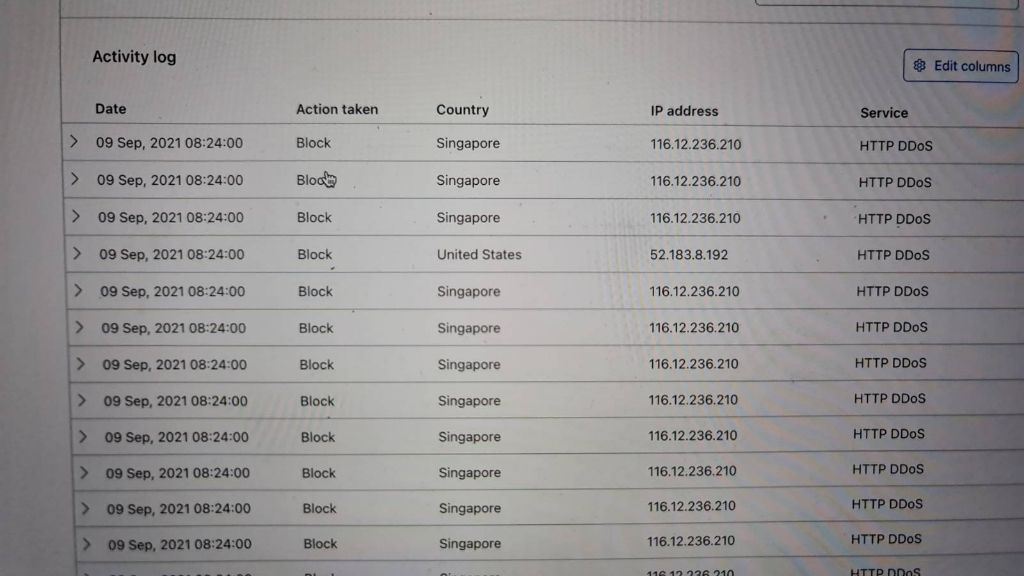 Activity log
Edit columns
Date Action taken Country IP address Service
09 Sep, 2021 08:24:00 Block Singapore 116.12.236.210 HTTP DDoS
09 Sep, 2021 08:24:00 Block Singapore 116.12.236.210 HTTP DDoS
09 Sep, 2021 08:24:00 Block Singapore 116.12.236.210 HTTP DDoS
09 Sep, 2021 08:24:00 Block United States 52.183.8.192 HTTP DDoS
09 Sep, 2021 08:24:00 Block Singapore 116.12.236.210 HTTP DDoS
09 Sep, 2021 08:24:00 Block Singapore 116.12.236.210 HTTP DDoS
09 Sep, 2021 08:24:00 Block Singapore 116.12.236.210 HTTP DDoS
09 Sep, 2021 08:24:00 Block Singapore 116.12.236.210 HTTP DDoS
09 Sep, 2021 08:24:00 Block Singapore 116.12.236.210 HTTP DDoS
09 Sep, 2021 08:24:00 Block Singapore 116.12.236.210 HTTP DDoS
09 Sep, 2021 08:24:00 Block Singapore 116.12.236.210 HTTP DDoS
09 Sep, 2021 08:24:00 Block Singapore 116.12.236.210 HTTP DDoS
116.12.236.210 HTTP DDoS